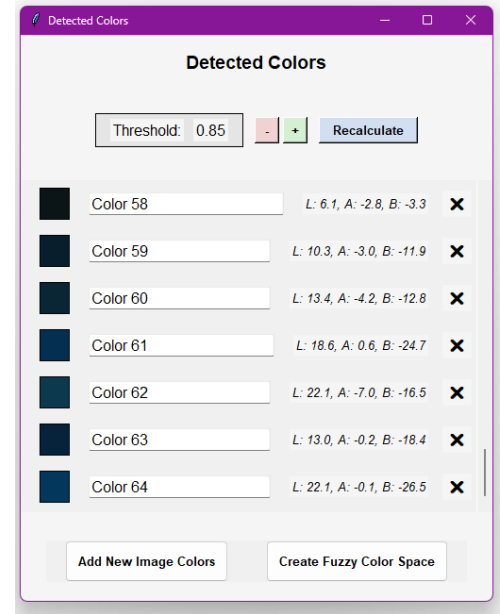 Detected Colors
Detected Colors
Threshold: 0.85 - + Recalculate
Color 58 L: 6.1, A: -2.8, B: -3.3
Color 59 L: 10.3, A: -3.0, B: -11.9
Color 60 L: 13.4, A: -4.2, B: -12.8
Color 61 L: 18.6, A: 0.6, B: -24.7
Color 62 L: 22.1, A: -7.0, B: -16.5
Color 63 L: 13.0, A: -0.2, B: -18.4
Color 64 L: 22.1, A: -0.1, B: -26.5
Add New Image Colors Create Fuzzy Color Space